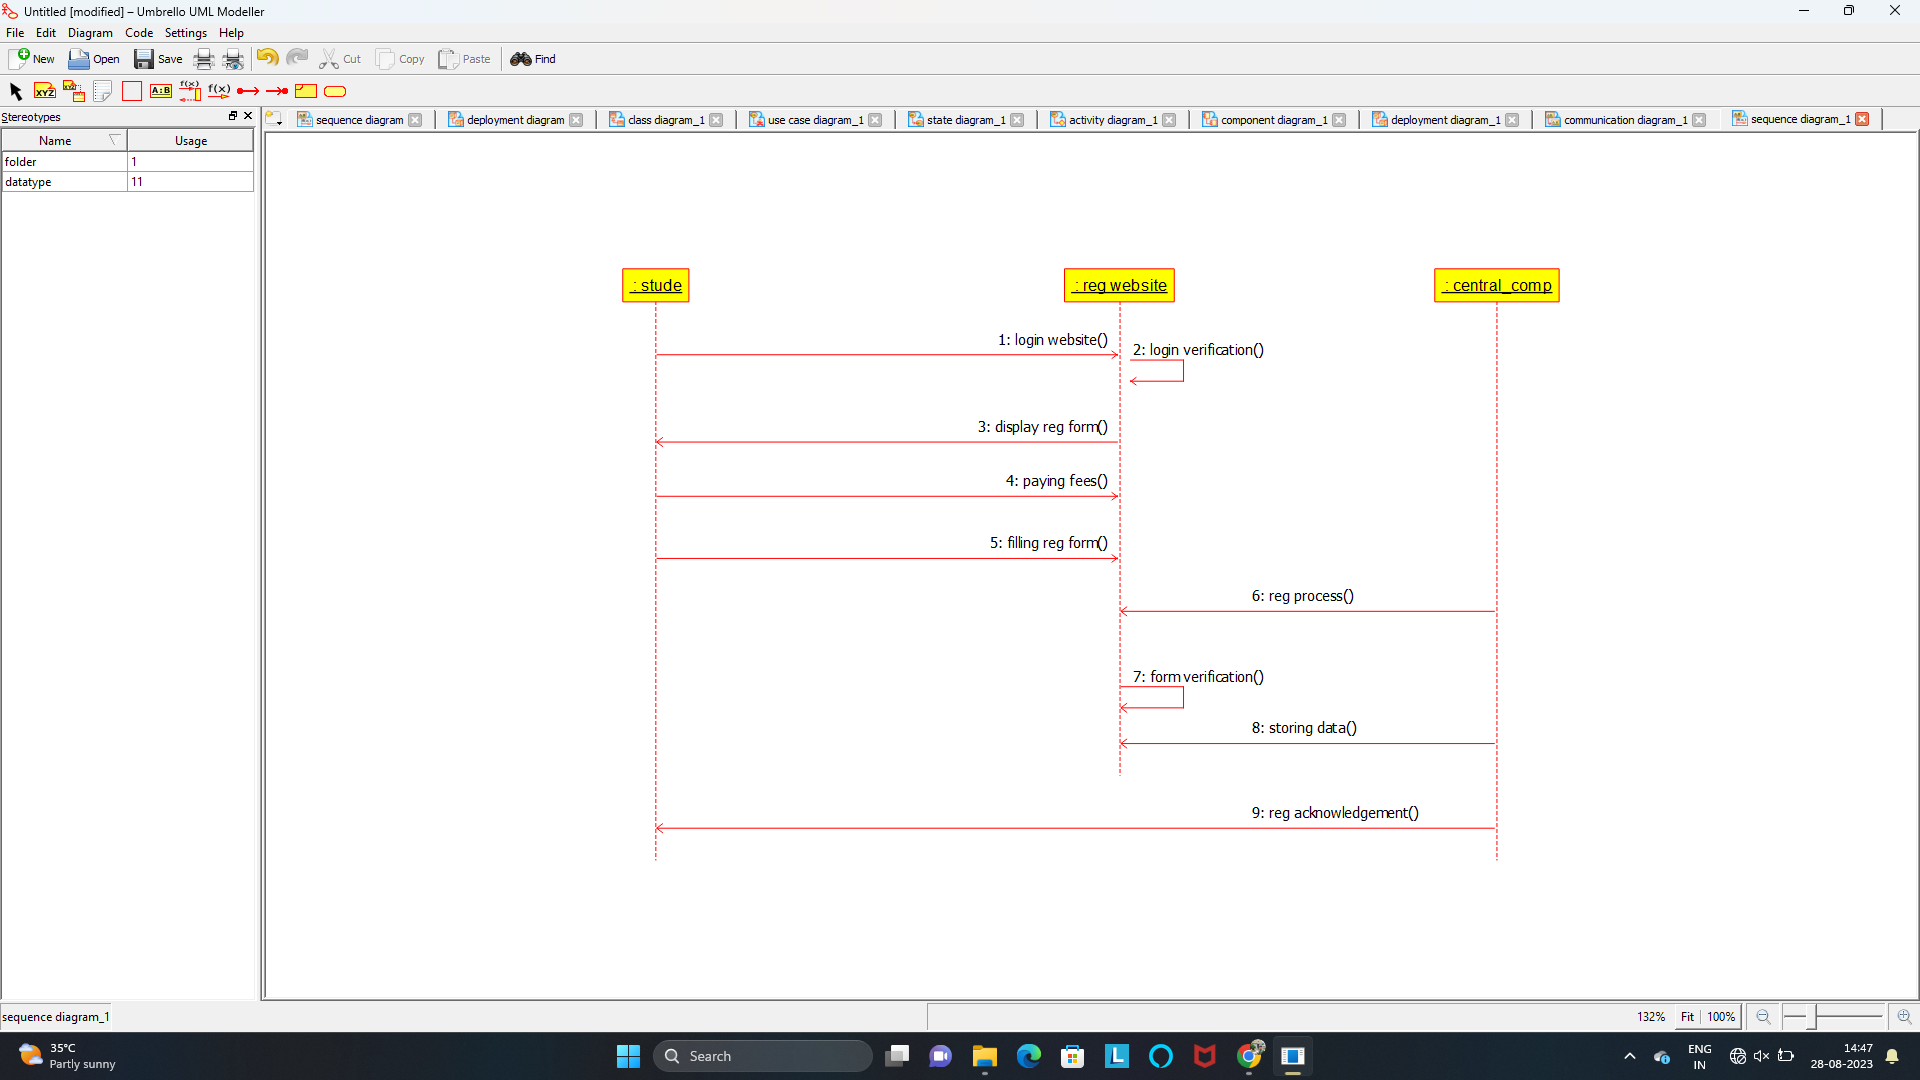 Untitled [modified] – Umbrello UML Modeller
File Edit Diagram Code Settings Help
New Open Save Cut Copy Paste Find
XYZ XYZ A:B f(x) f(x)
Stereotypes
sequence diagram deployment diagram class diagram_1 use case diagram_1 state diagram_1 activity diagram_1 component diagram_1 deployment diagram_1 communication diagram_1 sequence diagram_1
Name Usage
folder 1
datatype 11
: stude : reg website : central_comp
1: login website()
2: login verification()
3: display reg form()
4: paying fees()
5: filling reg form()
6: reg process()
7: form verification()
8: storing data()
9: reg acknowledgement()
sequence diagram_1 132% Fit 100%
35°C
Partly sunny
Search
L
ENG
IN
14:47
28-08-2023